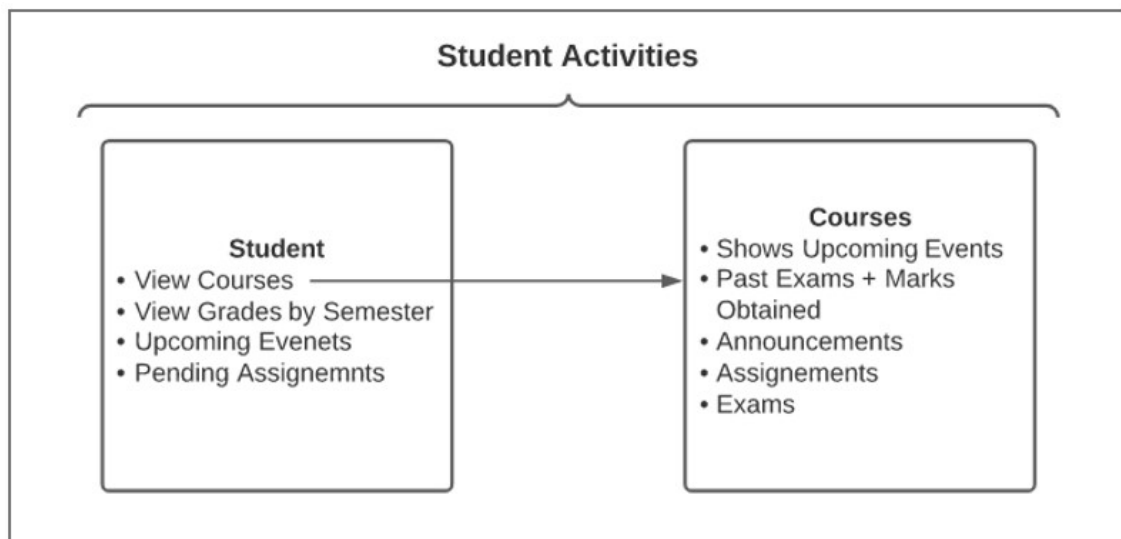 Student Activities
Student
• View Courses
• View Grades by Semester
• Upcoming Evenets
• Pending Assignemnts
Courses
• Shows Upcoming Events
• Past Exams + Marks
Obtained
• Announcements
• Assignements
• Exams